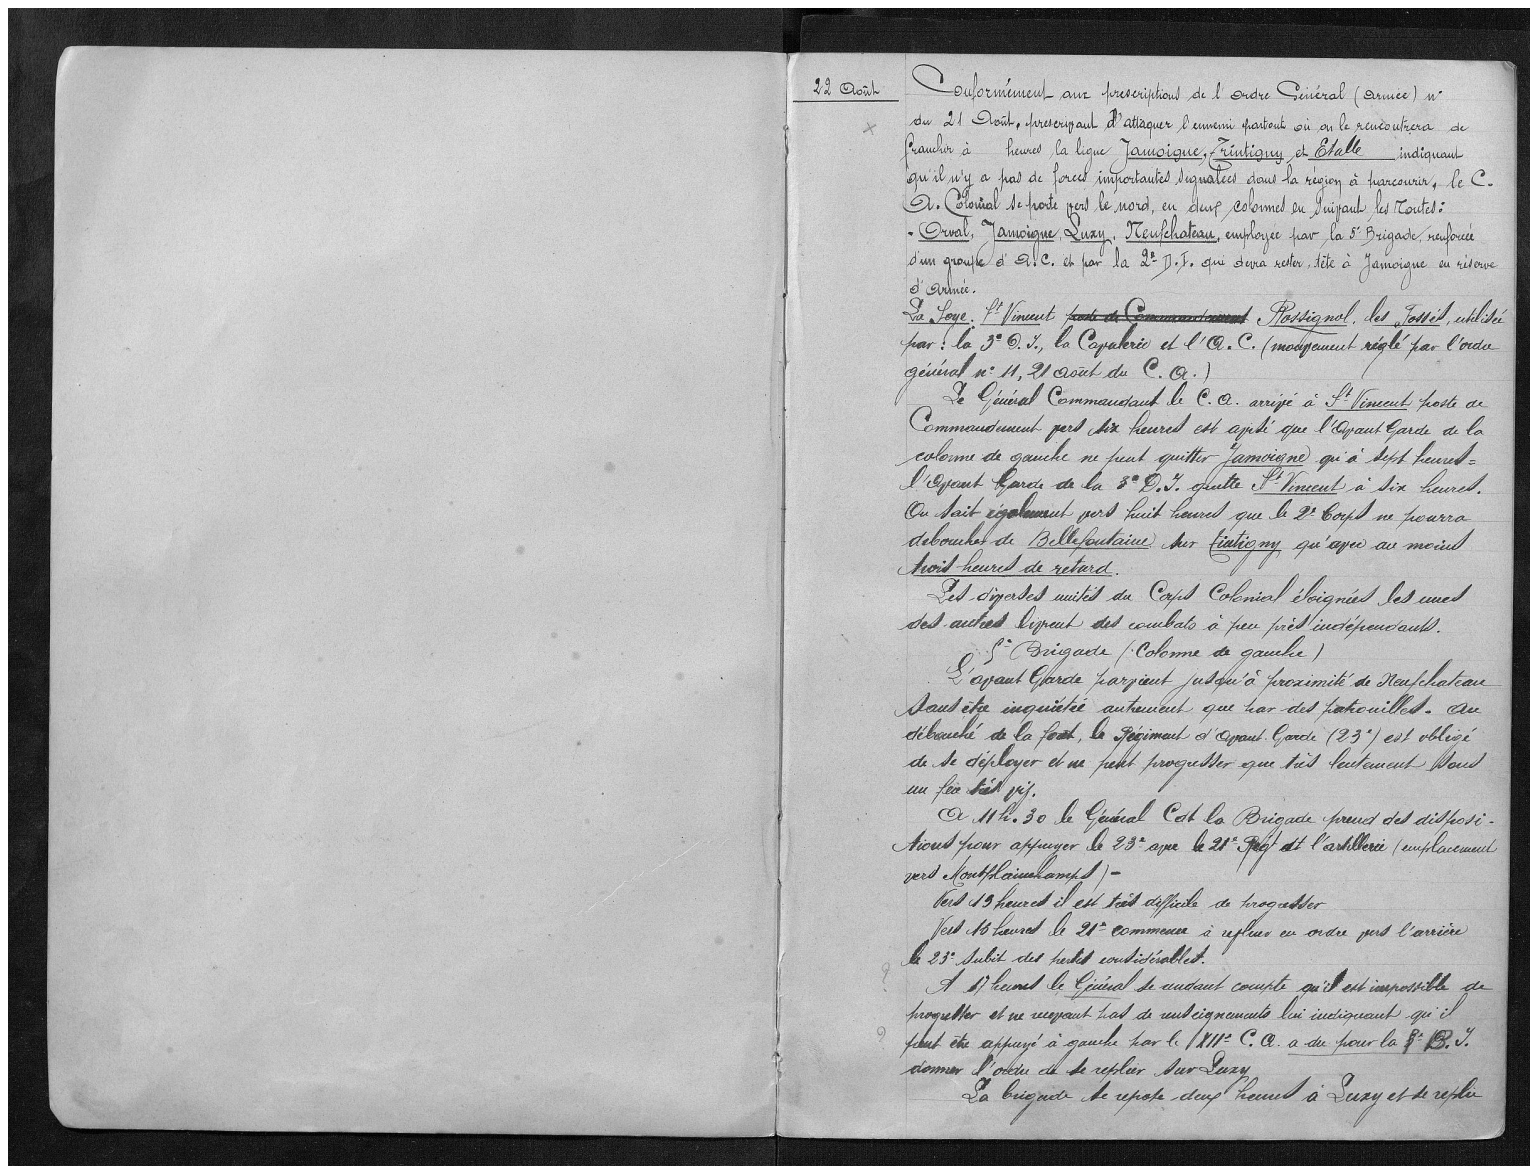 22 Août
Conformément aux prescriptions de l'ordre Général (armée) n°
du 21 Août, prescrivant d'attaquer l'ennemi partout où on le rencontrera de
franchir à heures la ligne Jamoigne, Trintigny et Etalle indiquant
qu'il n'y a pas de forces importantes signalées dans la région à parcourir, le C.
A. Colonial se porte vers le nord, en deux colonnes en suivant les routes :
- Orval, Jamoigne, Suxy, Neufchateau, employée par la 5e Brigade, renforcée
d'un groupe d'A.C. et par la 2e D.I. qui devra rester, tête à Jamoigne en réserve
d'Armée.
La Soye, St Vincent poste de Commandement Rossignol, les Fossés, utilisée
par : la 3e D.I., la Cavalerie et l'A.C. (mouvement réglé par l'ordre
général n° 11, 21 août du C.A.)
Le Général Commandant le C.A. arrivé à St Vincent poste de
Commandement vers six heures est avisé que l'Avant Garde de la
colonne de gauche ne peut quitter Jamoigne qu'à sept heures =
l'Avant Garde de la 3e D.I. quitte St Vincent à six heures.
On sait également vers huit heures que le 2e Corps ne pourra
deboucher de Bellefontaine sur Tintigny qu'avec au moins
trois heures de retard.
Les diverses unités du Corps Colonial éloignées les unes
des autres livrent des combats à peu près indépendants.
5e Brigade (Colonne de gauche)
L'avant Garde parvient jusqu'à proximité de Neufchateau
sans être inquiétée autrement que par des patrouilles. Au
débouché de la forêt, le Régiment d'Avant Garde (23e) est obligé
de se déployer et ne peut progresser que très lentement sous
un feu très vif.
A 11h.30 le Général Cdt la Brigade prend des disposi-
tions pour appuyer le 23e avec le 21e Régt et l'artillerie (emplacement
vers Montplainchamps) -
Vers 13 heures il est très difficile de progresser
Vers 15 heures le 21e commence à refluer en ordre vers l'arrière
le 23e subit des pertes considérables.
?
A 17 heures le Général se rendant compte qu'il est impossible de
progresser et ne recevant pas de renseignements lui indiquant qu'il
?
peut être appuyé à gauche par le XIIe C.A. a du pour la 5e B.I.
donner l'ordre de se replier sur Suxy
La brigade se repose deux heures à Suxy et se replie